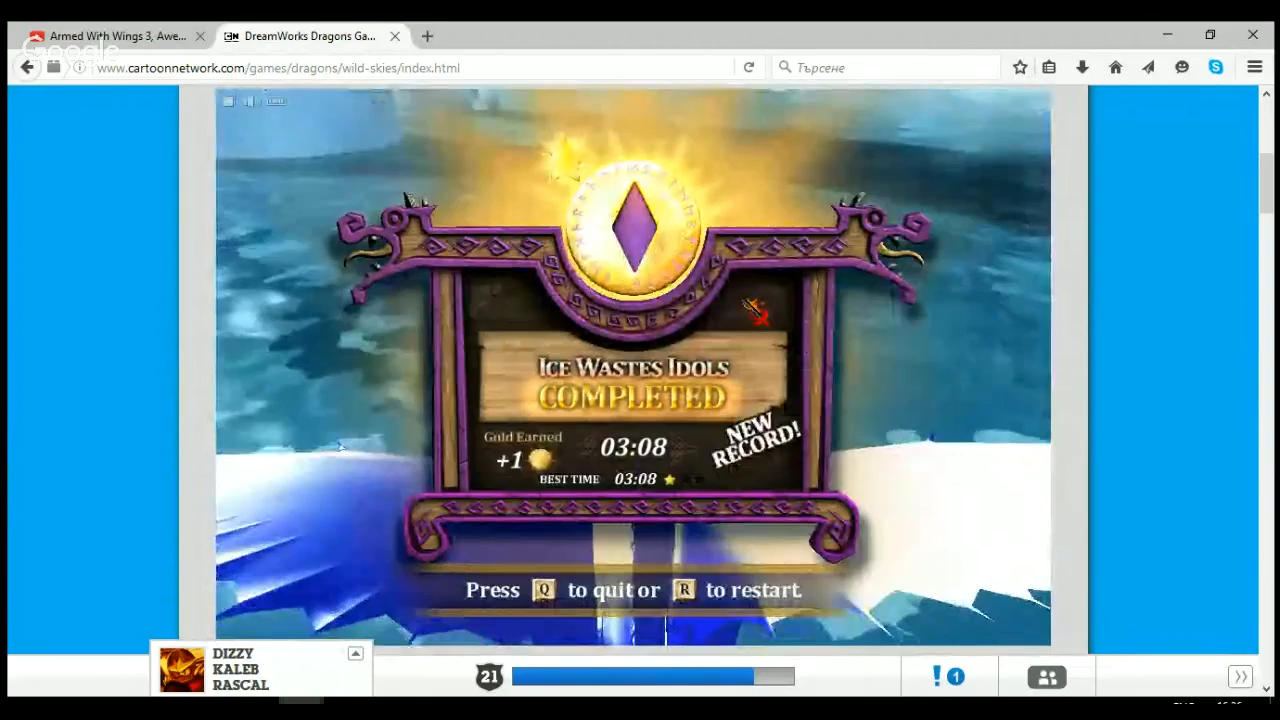 Armed With Wings 3, Awe...
CN
DreamWorks Dragons Ga...
Google
www.cartoonnetwork.com/games/dragons/wild-skies/index.html
Търсене
ICE WASTES IDOLS
COMPLETED
Gold Earned
+1
03:08
NEW
RECORD!
BEST TIME 03:08
Press Q to quit or R to restart.
DIZZY
KALEB
RASCAL
21
! 1